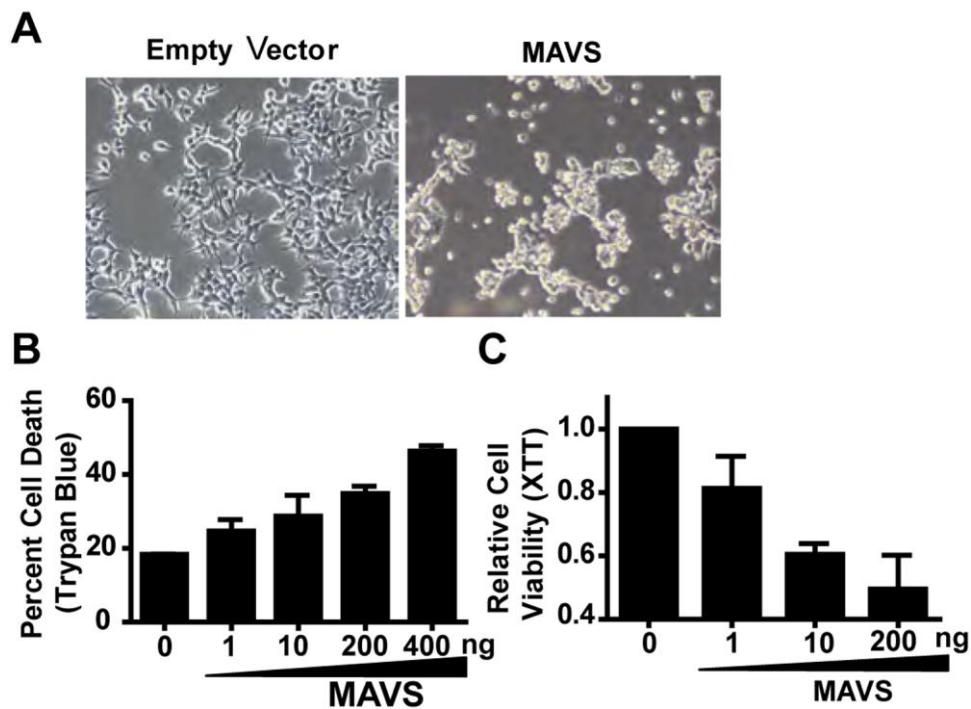 A
Empty Vector
MAVS
B
Percent Cell Death
(Trypan Blue)
60
40
20
0
0 1 10 200 400 ng
MAVS
C
Relative Cell
Viability (XTT)
1.0
0.8
0.6
0.4
0 1 10 200 ng
MAVS